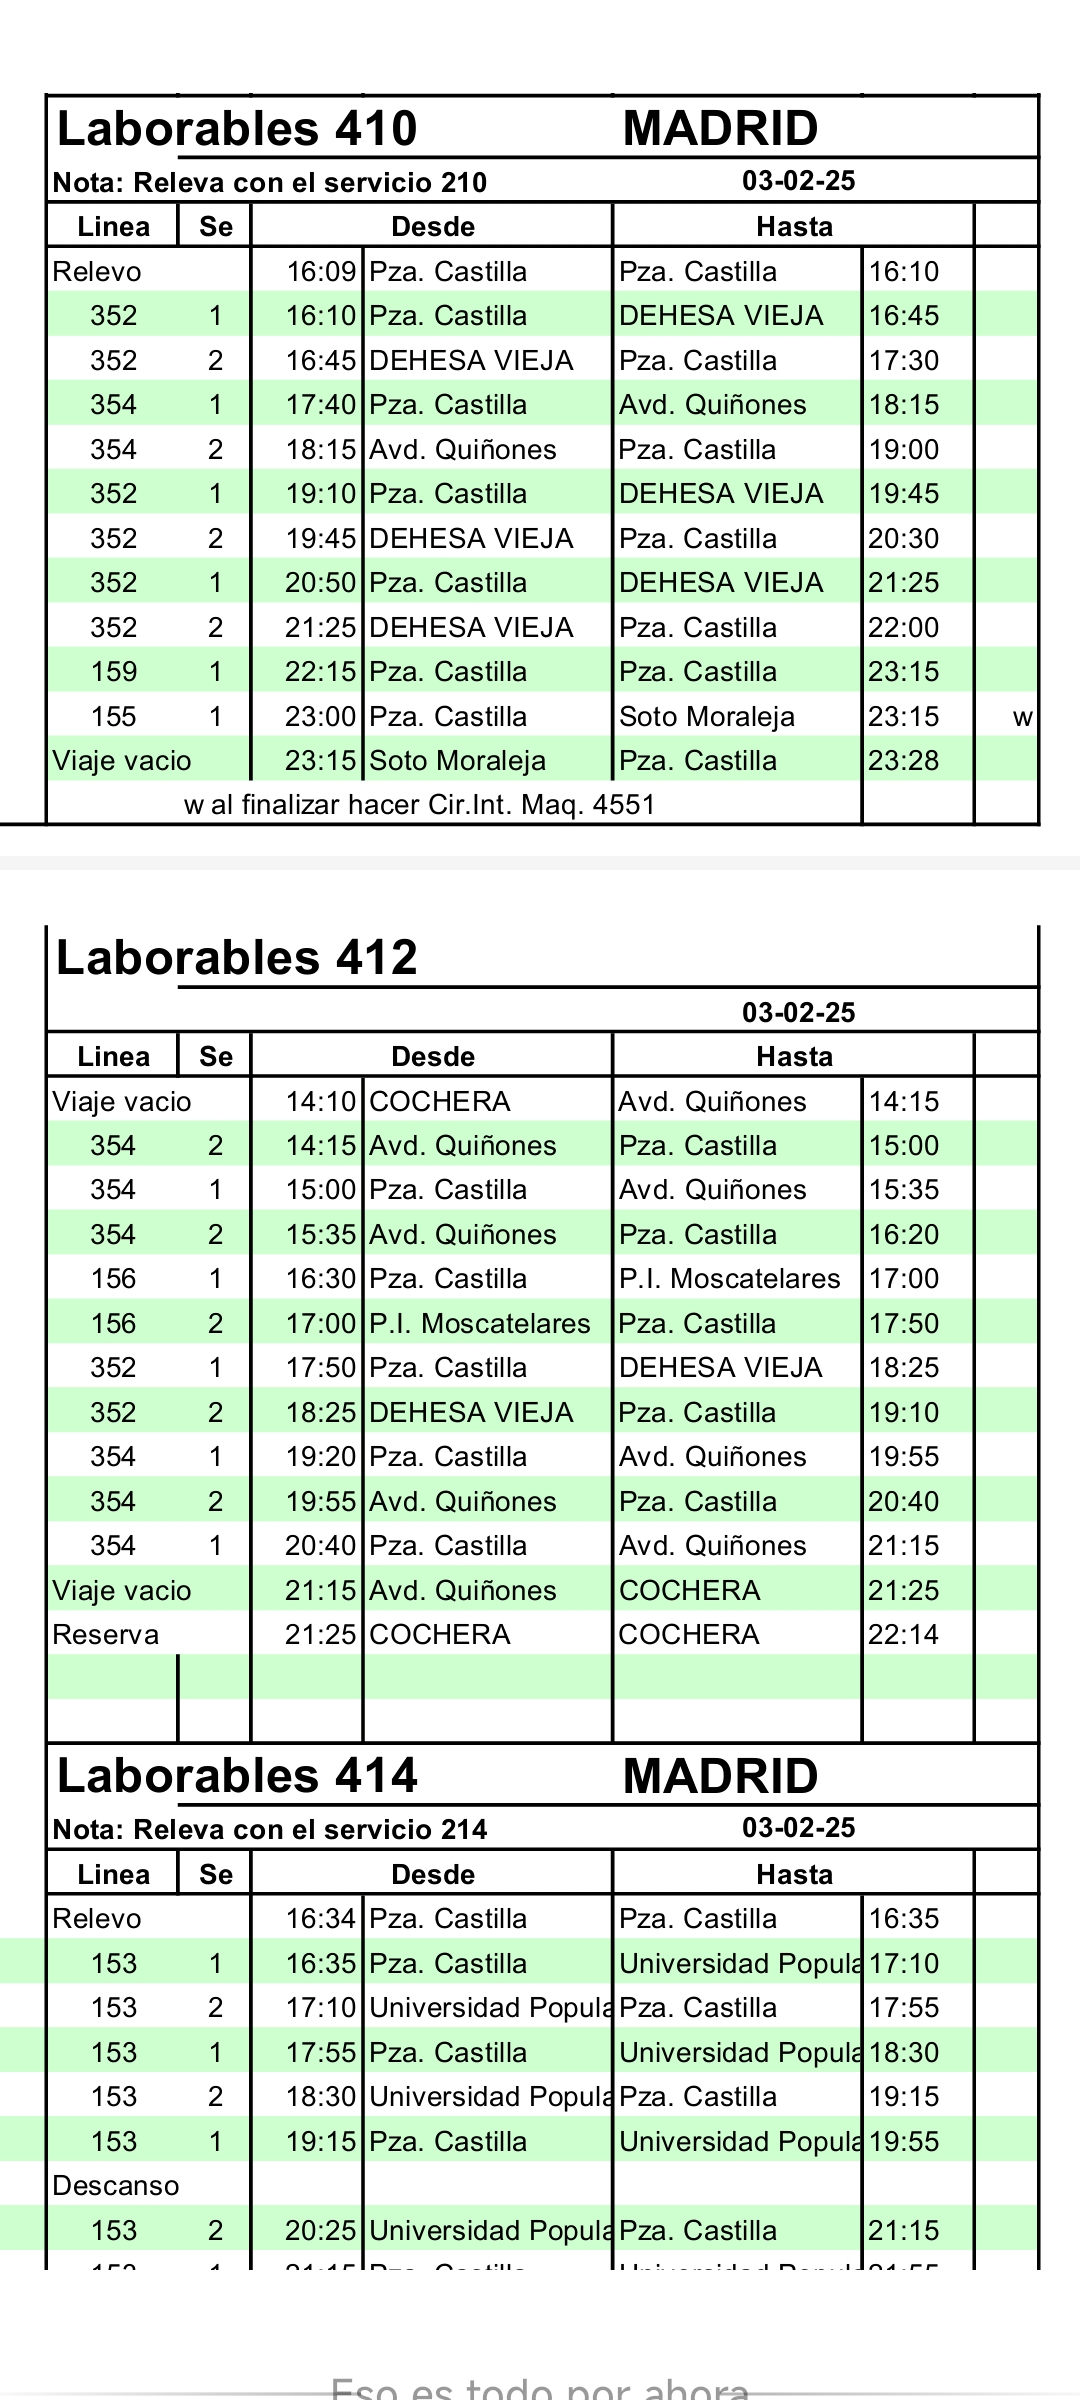 Laborables 410 MADRID
Nota: Releva con el servicio 210 03-02-25
Linea Se Desde Hasta
Relevo 16:09 Pza. Castilla Pza. Castilla 16:10
352 1 16:10 Pza. Castilla DEHESA VIEJA 16:45
352 2 16:45 DEHESA VIEJA Pza. Castilla 17:30
354 1 17:40 Pza. Castilla Avd. Quiñones 18:15
354 2 18:15 Avd. Quiñones Pza. Castilla 19:00
352 1 19:10 Pza. Castilla DEHESA VIEJA 19:45
352 2 19:45 DEHESA VIEJA Pza. Castilla 20:30
352 1 20:50 Pza. Castilla DEHESA VIEJA 21:25
352 2 21:25 DEHESA VIEJA Pza. Castilla 22:00
159 1 22:15 Pza. Castilla Pza. Castilla 23:15
155 1 23:00 Pza. Castilla Soto Moraleja 23:15 w
Viaje vacio 23:15 Soto Moraleja Pza. Castilla 23:28
w al finalizar hacer Cir.Int. Maq. 4551
Laborables 412
03-02-25
Linea Se Desde Hasta
Viaje vacio 14:10 COCHERA Avd. Quiñones 14:15
354 2 14:15 Avd. Quiñones Pza. Castilla 15:00
354 1 15:00 Pza. Castilla Avd. Quiñones 15:35
354 2 15:35 Avd. Quiñones Pza. Castilla 16:20
156 1 16:30 Pza. Castilla P.I. Moscatelares 17:00
156 2 17:00 P.I. Moscatelares Pza. Castilla 17:50
352 1 17:50 Pza. Castilla DEHESA VIEJA 18:25
352 2 18:25 DEHESA VIEJA Pza. Castilla 19:10
354 1 19:20 Pza. Castilla Avd. Quiñones 19:55
354 2 19:55 Avd. Quiñones Pza. Castilla 20:40
354 1 20:40 Pza. Castilla Avd. Quiñones 21:15
Viaje vacio 21:15 Avd. Quiñones COCHERA 21:25
Reserva 21:25 COCHERA COCHERA 22:14
Laborables 414 MADRID
Nota: Releva con el servicio 214 03-02-25
Linea Se Desde Hasta
Relevo 16:34 Pza. Castilla Pza. Castilla 16:35
153 1 16:35 Pza. Castilla Universidad Popula 17:10
153 2 17:10 Universidad Popula Pza. Castilla 17:55
153 1 17:55 Pza. Castilla Universidad Popula 18:30
153 2 18:30 Universidad Popula Pza. Castilla 19:15
153 1 19:15 Pza. Castilla Universidad Popula 19:55
Descanso
153 2 20:25 Universidad Popula Pza. Castilla 21:15
153 1 21:15 Pza. Castilla Universidad Popula 21:55
Eso es todo por ahora